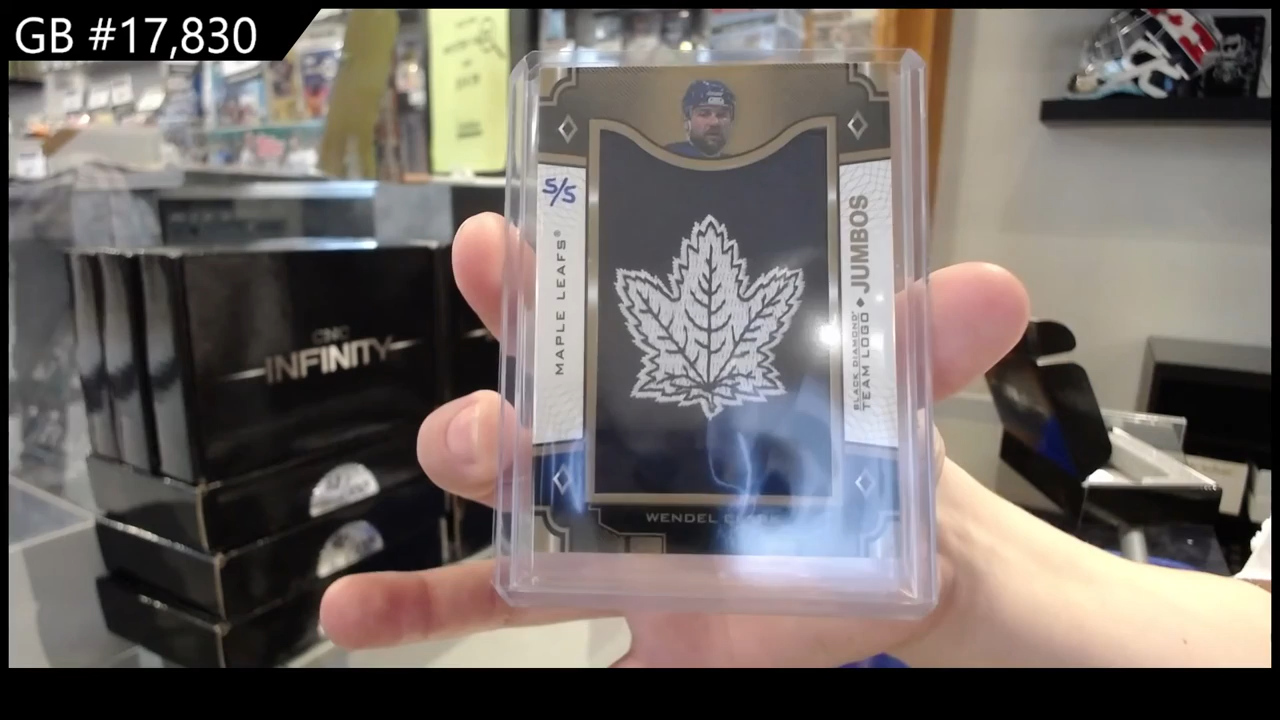 GB #17,830
5/5
MAPLE LEAFS®
BLACK DIAMOND®
TEAM LOGO ♦ JUMBOS
WENDEL
INFINITY